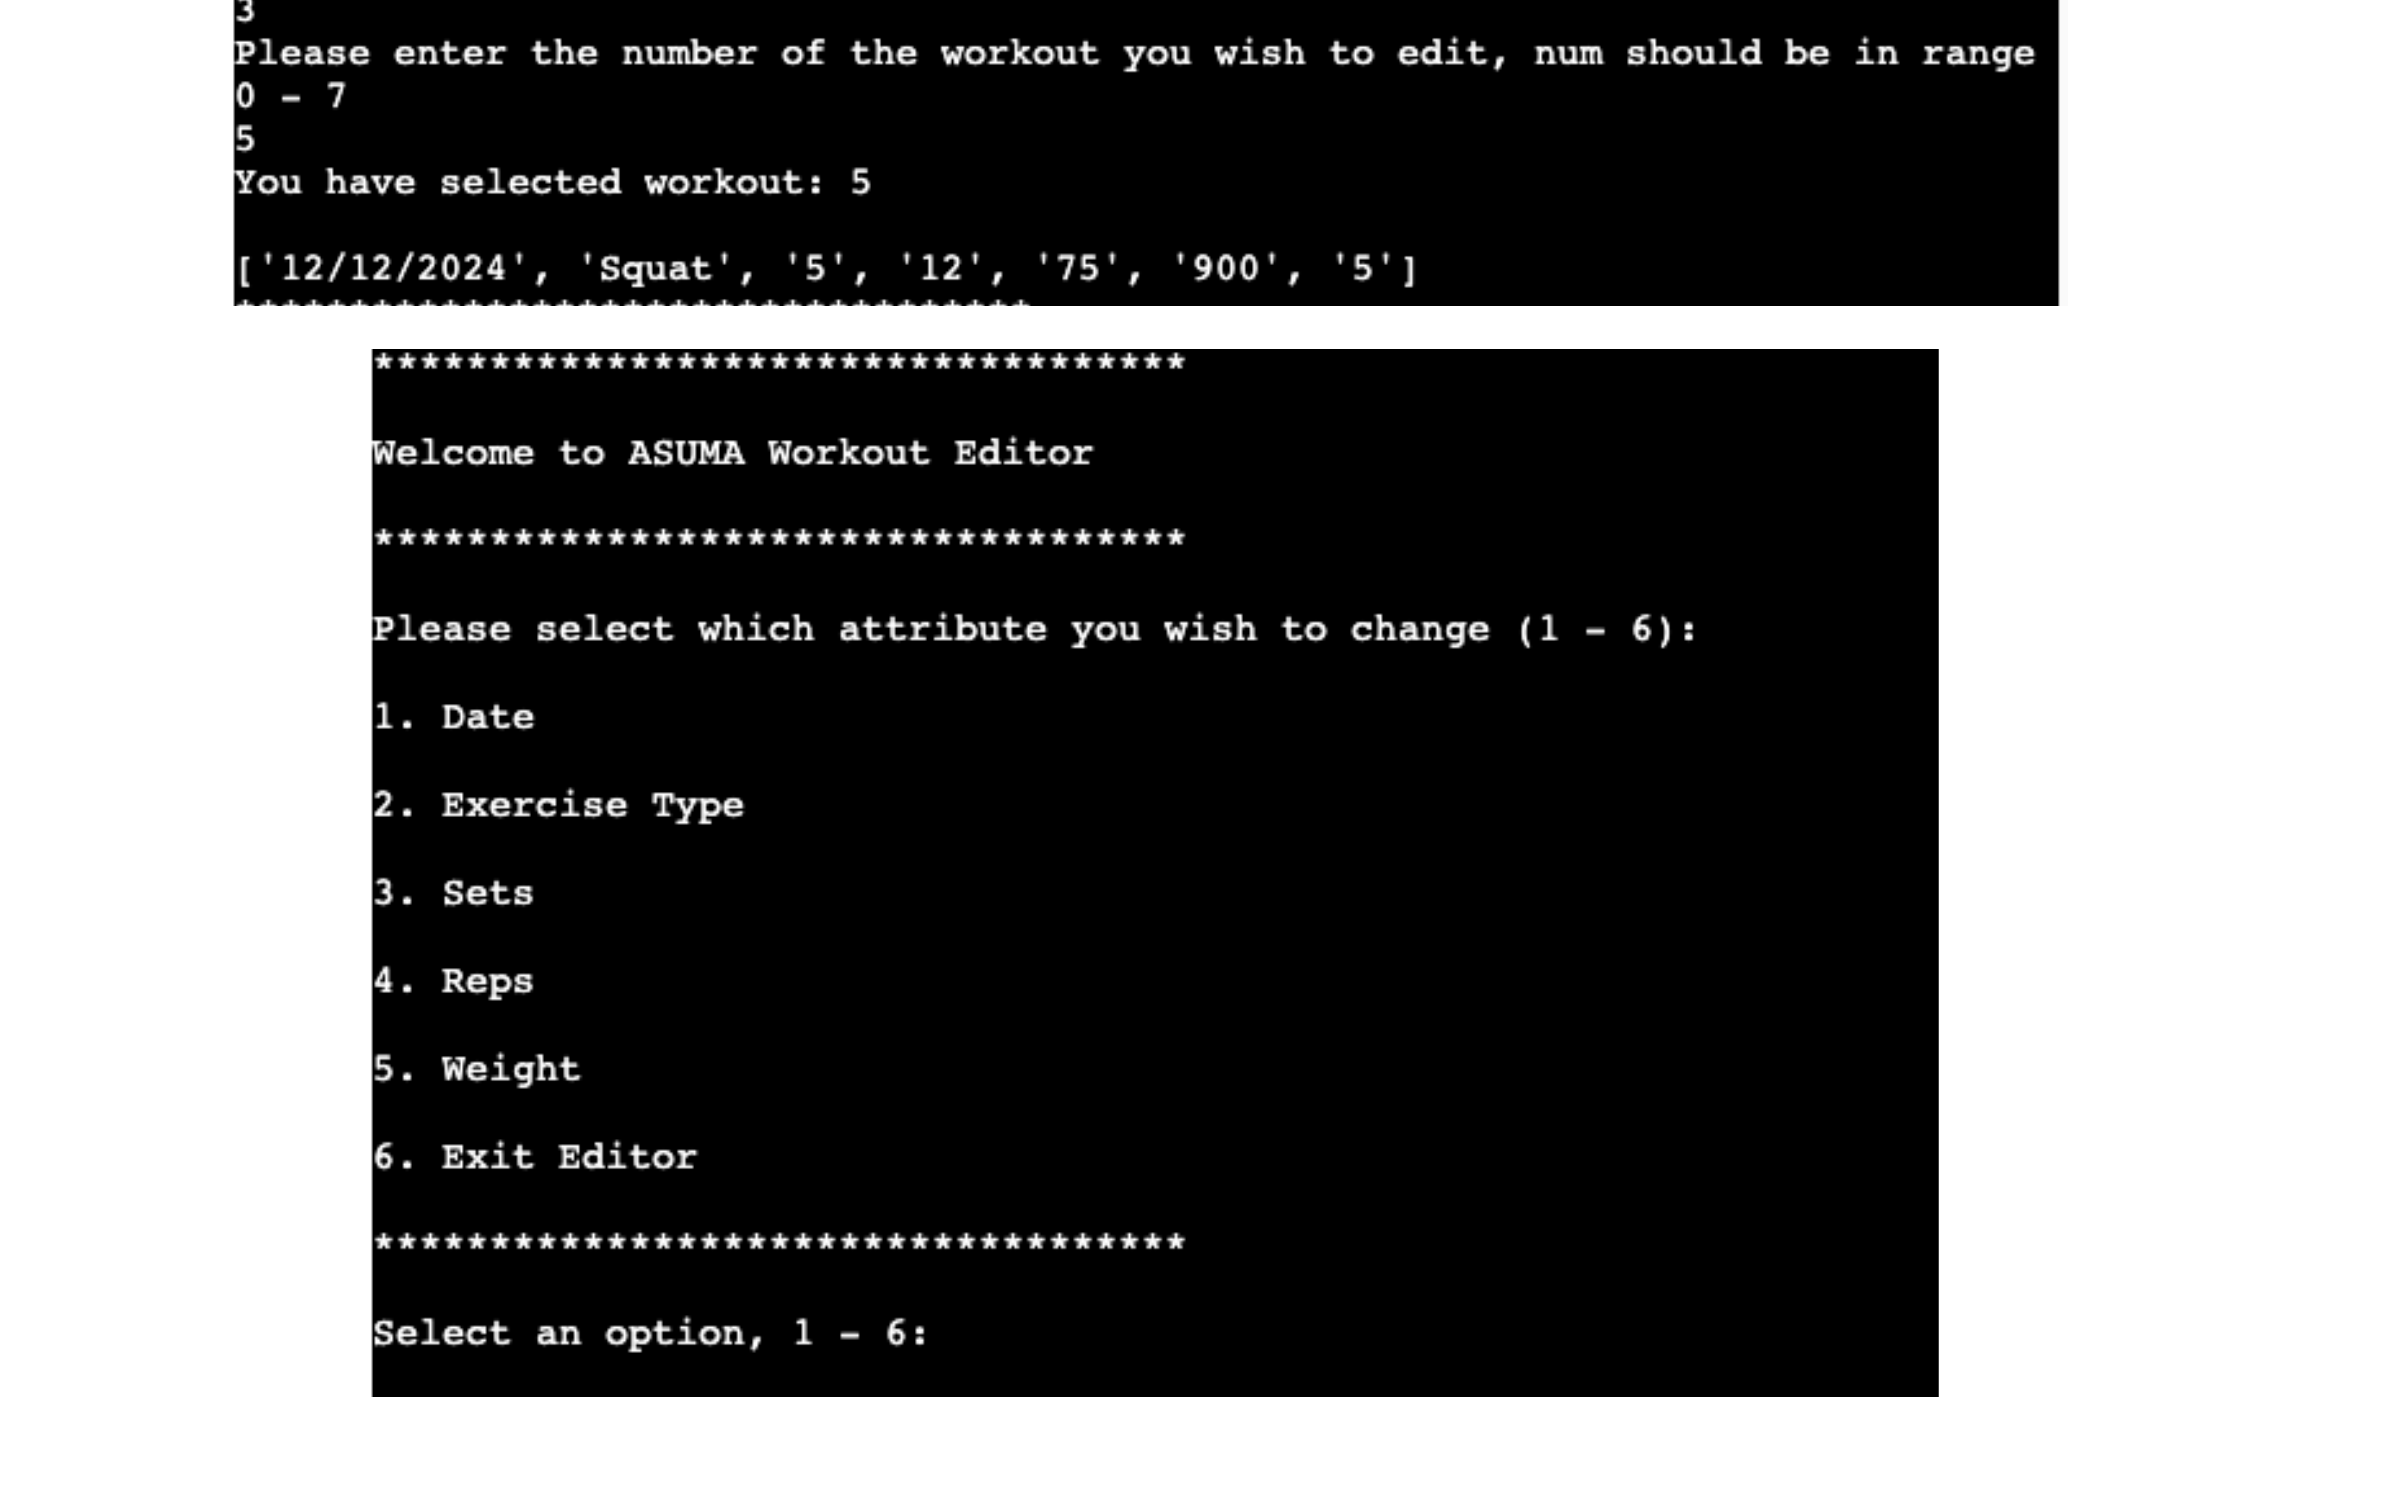 3
Please enter the number of the workout you wish to edit, num should be in range
0 - 7
5
You have selected workout: 5
['12/12/2024', 'Squat', '5', '12', '75', '900', '5']
***********************************
***********************************
Welcome to ASUMA Workout Editor
***********************************
Please select which attribute you wish to change (1 - 6):
1. Date
2. Exercise Type
3. Sets
4. Reps
5. Weight
6. Exit Editor
***********************************
Select an option, 1 - 6: